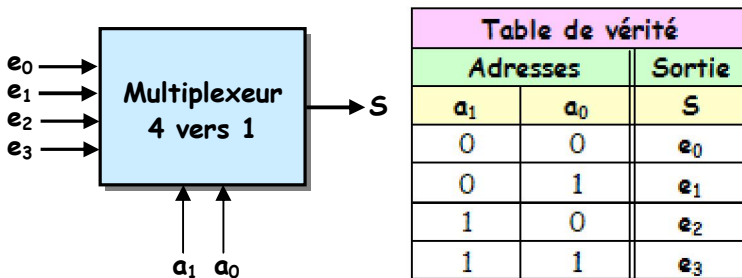 e0
e1
e2
e3
Multiplexeur
4 vers 1
S
a1 a0
Table de vérité
Adresses Sortie
a1 a0 S
0 0 e0
0 1 e1
1 0 e2
1 1 e3